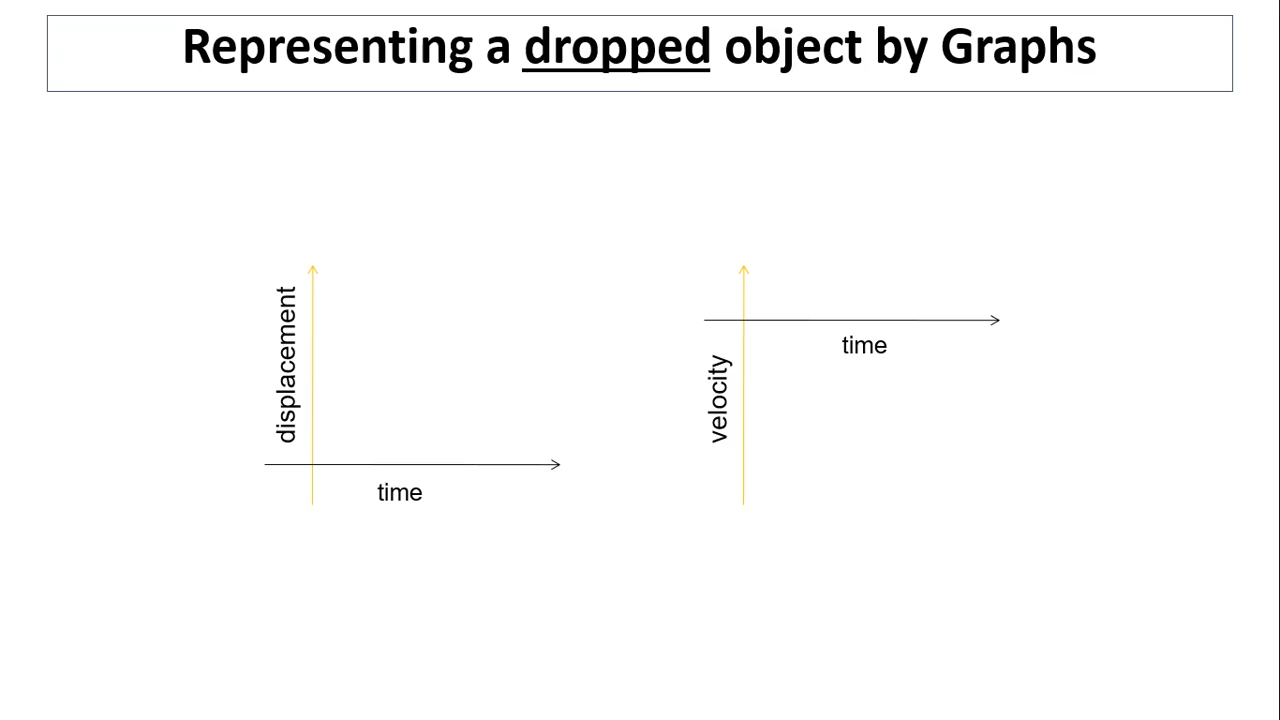 Representing a dropped object by Graphs
displacement
time
velocity
time